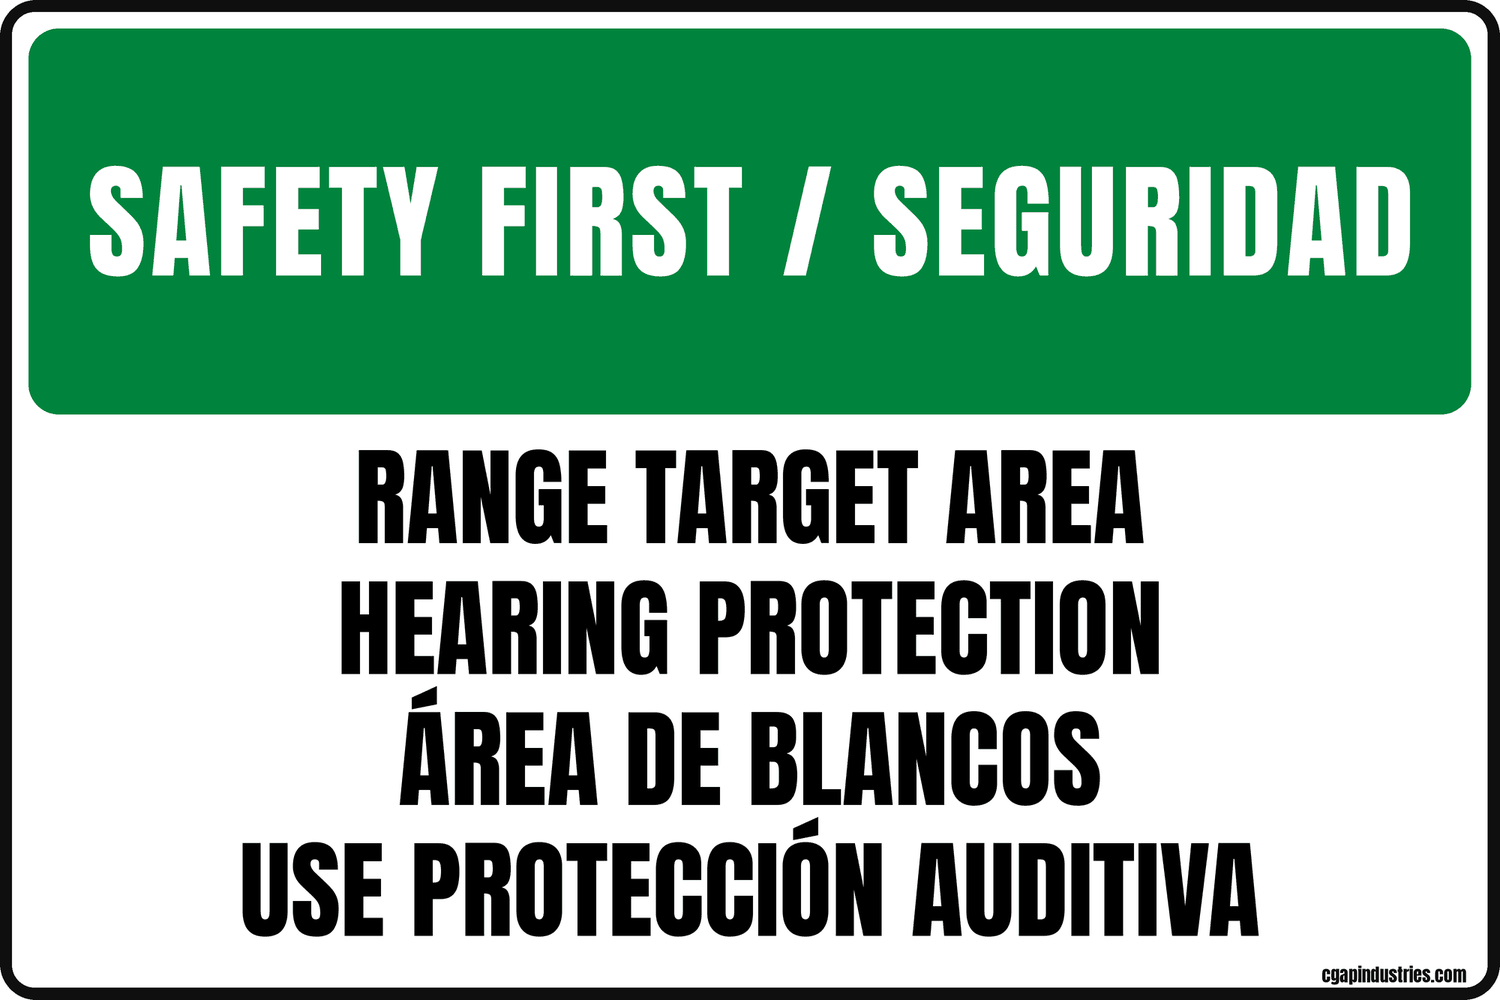 SAFETY FIRST / SEGURIDAD
RANGE TARGET AREA
HEARING PROTECTION
ÁREA DE BLANCOS
USE PROTECCIÓN AUDITIVA
cgapindustries.com